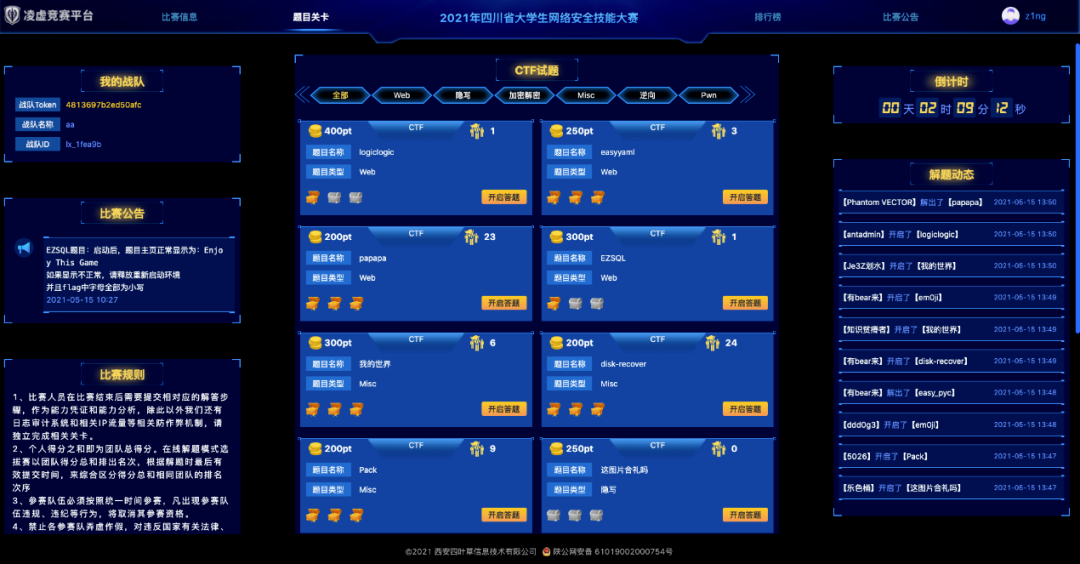 凌虚竞赛平台
比赛信息
题目关卡
2021年四川省大学生网络安全技能大赛
排行榜
比赛公告
z1ng
我的战队
战队Token 4813697b2ed50afc
战队名称 aa
战队ID lx_1fea9b
比赛公告
EZSQL题目：启动后，题目主页正常显示为：Enjo
y This Game
如果显示不正常，请释放重新启动环境
并且flag中字母全部为小写
2021-05-15 10:27
比赛规则
1、比赛人员在比赛结束后需要提交相对应的解答步
骤，作为能力凭证和能力分析，除此以外我们还有
日志审计系统和相关IP流量等相关防作弊机制，请
独立完成相关关卡。
2、个人得分之和即为团队总得分。在线解题模式选
拔赛以团队得分总和排出名次，根据解题时最后有
效提交时间，来综合区分得分总和相同团队的排名
次序
3、参赛队伍必须按照统一时间参赛，凡出现参赛队
伍违规、违纪等行为，将取消其参赛资格。
4、禁止各参赛队弄虚作假，对违反国家有关法律、
CTF试题
全部 Web 隐写 加密解密 Misc 逆向 Pwn
400pt CTF 1
题目名称 logiclogic
题目类型 Web
开启答题
250pt CTF 3
题目名称 easyyaml
题目类型 Web
开启答题
200pt CTF 23
题目名称 papapa
题目类型 Web
开启答题
300pt CTF 1
题目名称 EZSQL
题目类型 Web
开启答题
300pt CTF 6
题目名称 我的世界
题目类型 Misc
开启答题
200pt CTF 24
题目名称 disk-recover
题目类型 Misc
开启答题
200pt CTF 9
题目名称 Pack
题目类型 Misc
开启答题
250pt CTF 0
题目名称 这图片合礼吗
题目类型 隐写
开启答题
倒计时
00 天 02 时 09 分 12 秒
解题动态
【Phantom VECTOR】解出了【papapa】 2021-05-15 13:50
【antadmin】开启了【logiclogic】 2021-05-15 13:50
【Je3Z划水】开启了【我的世界】 2021-05-15 13:50
【有bear来】开启了【em0ji】 2021-05-15 13:49
【知识贫瘠者】开启了【我的世界】 2021-05-15 13:49
【有bear来】开启了【disk-recover】 2021-05-15 13:49
【有bear来】解出了【easy_pyc】 2021-05-15 13:48
【ddd0g3】开启了【em0ji】 2021-05-15 13:48
【5026】开启了【Pack】 2021-05-15 13:47
【乐色桶】开启了【这图片合礼吗】 2021-05-15 13:47
©2021 西安四叶草信息技术有限公司 陕公网安备 61019002000754号